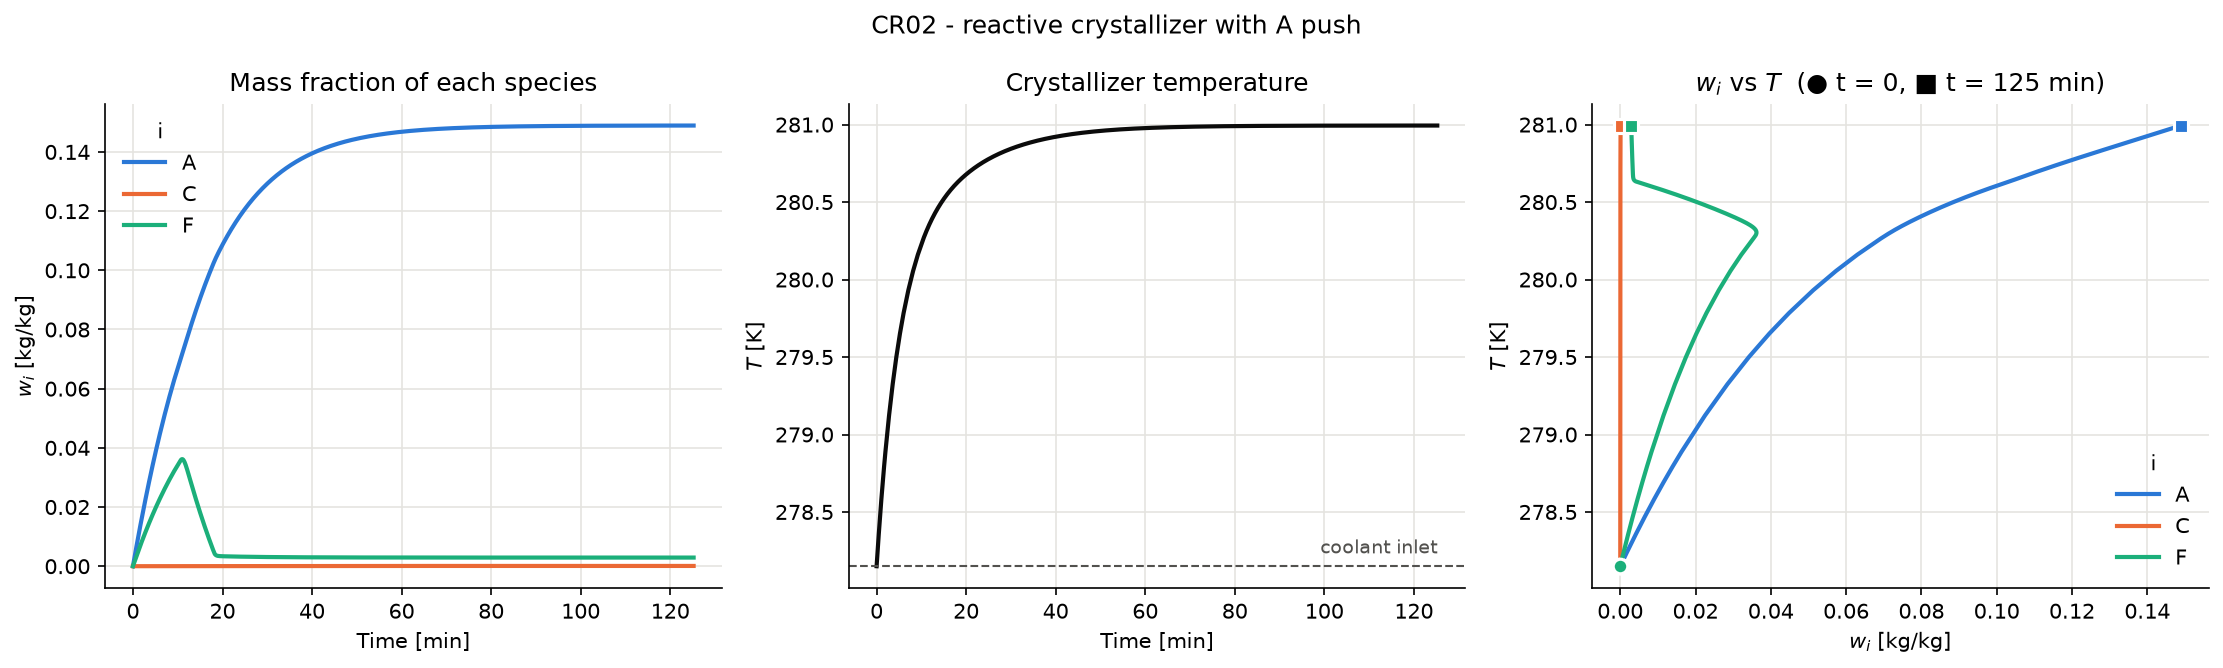 CR02 - reactive crystallizer with A push
Mass fraction of each species
i
A
C
F
0.14
0.12
0.10
0.08
0.06
0.04
0.02
0.00
wᵢ [kg/kg]
0 20 40 60 80 100 120
Time [min]
Crystallizer temperature
281.0
280.5
280.0
279.5
279.0
278.5
T [K]
coolant inlet
0 20 40 60 80 100 120
Time [min]
wᵢ vs T (● t = 0, ■ t = 125 min)
281.0
280.5
280.0
279.5
279.0
278.5
T [K]
i
A
C
F
0.00 0.02 0.04 0.06 0.08 0.10 0.12 0.14
wᵢ [kg/kg]